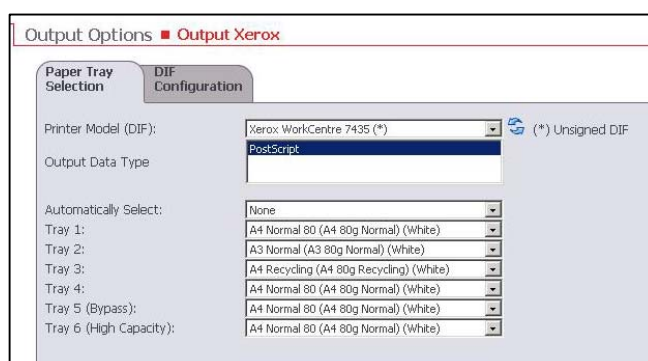 Output Options ■ Output Xerox
Paper Tray Selection
DIF Configuration
Printer Model (DIF): Xerox WorkCentre 7435 (*) (*) Unsigned DIF
Output Data Type PostScript
Automatically Select: None
Tray 1: A4 Normal 80 (A4 80g Normal) (White)
Tray 2: A3 Normal (A3 80g Normal) (White)
Tray 3: A4 Recycling (A4 80g Recycling) (White)
Tray 4: A4 Normal 80 (A4 80g Normal) (White)
Tray 5 (Bypass): A4 Normal 80 (A4 80g Normal) (White)
Tray 6 (High Capacity): A4 Normal 80 (A4 80g Normal) (White)